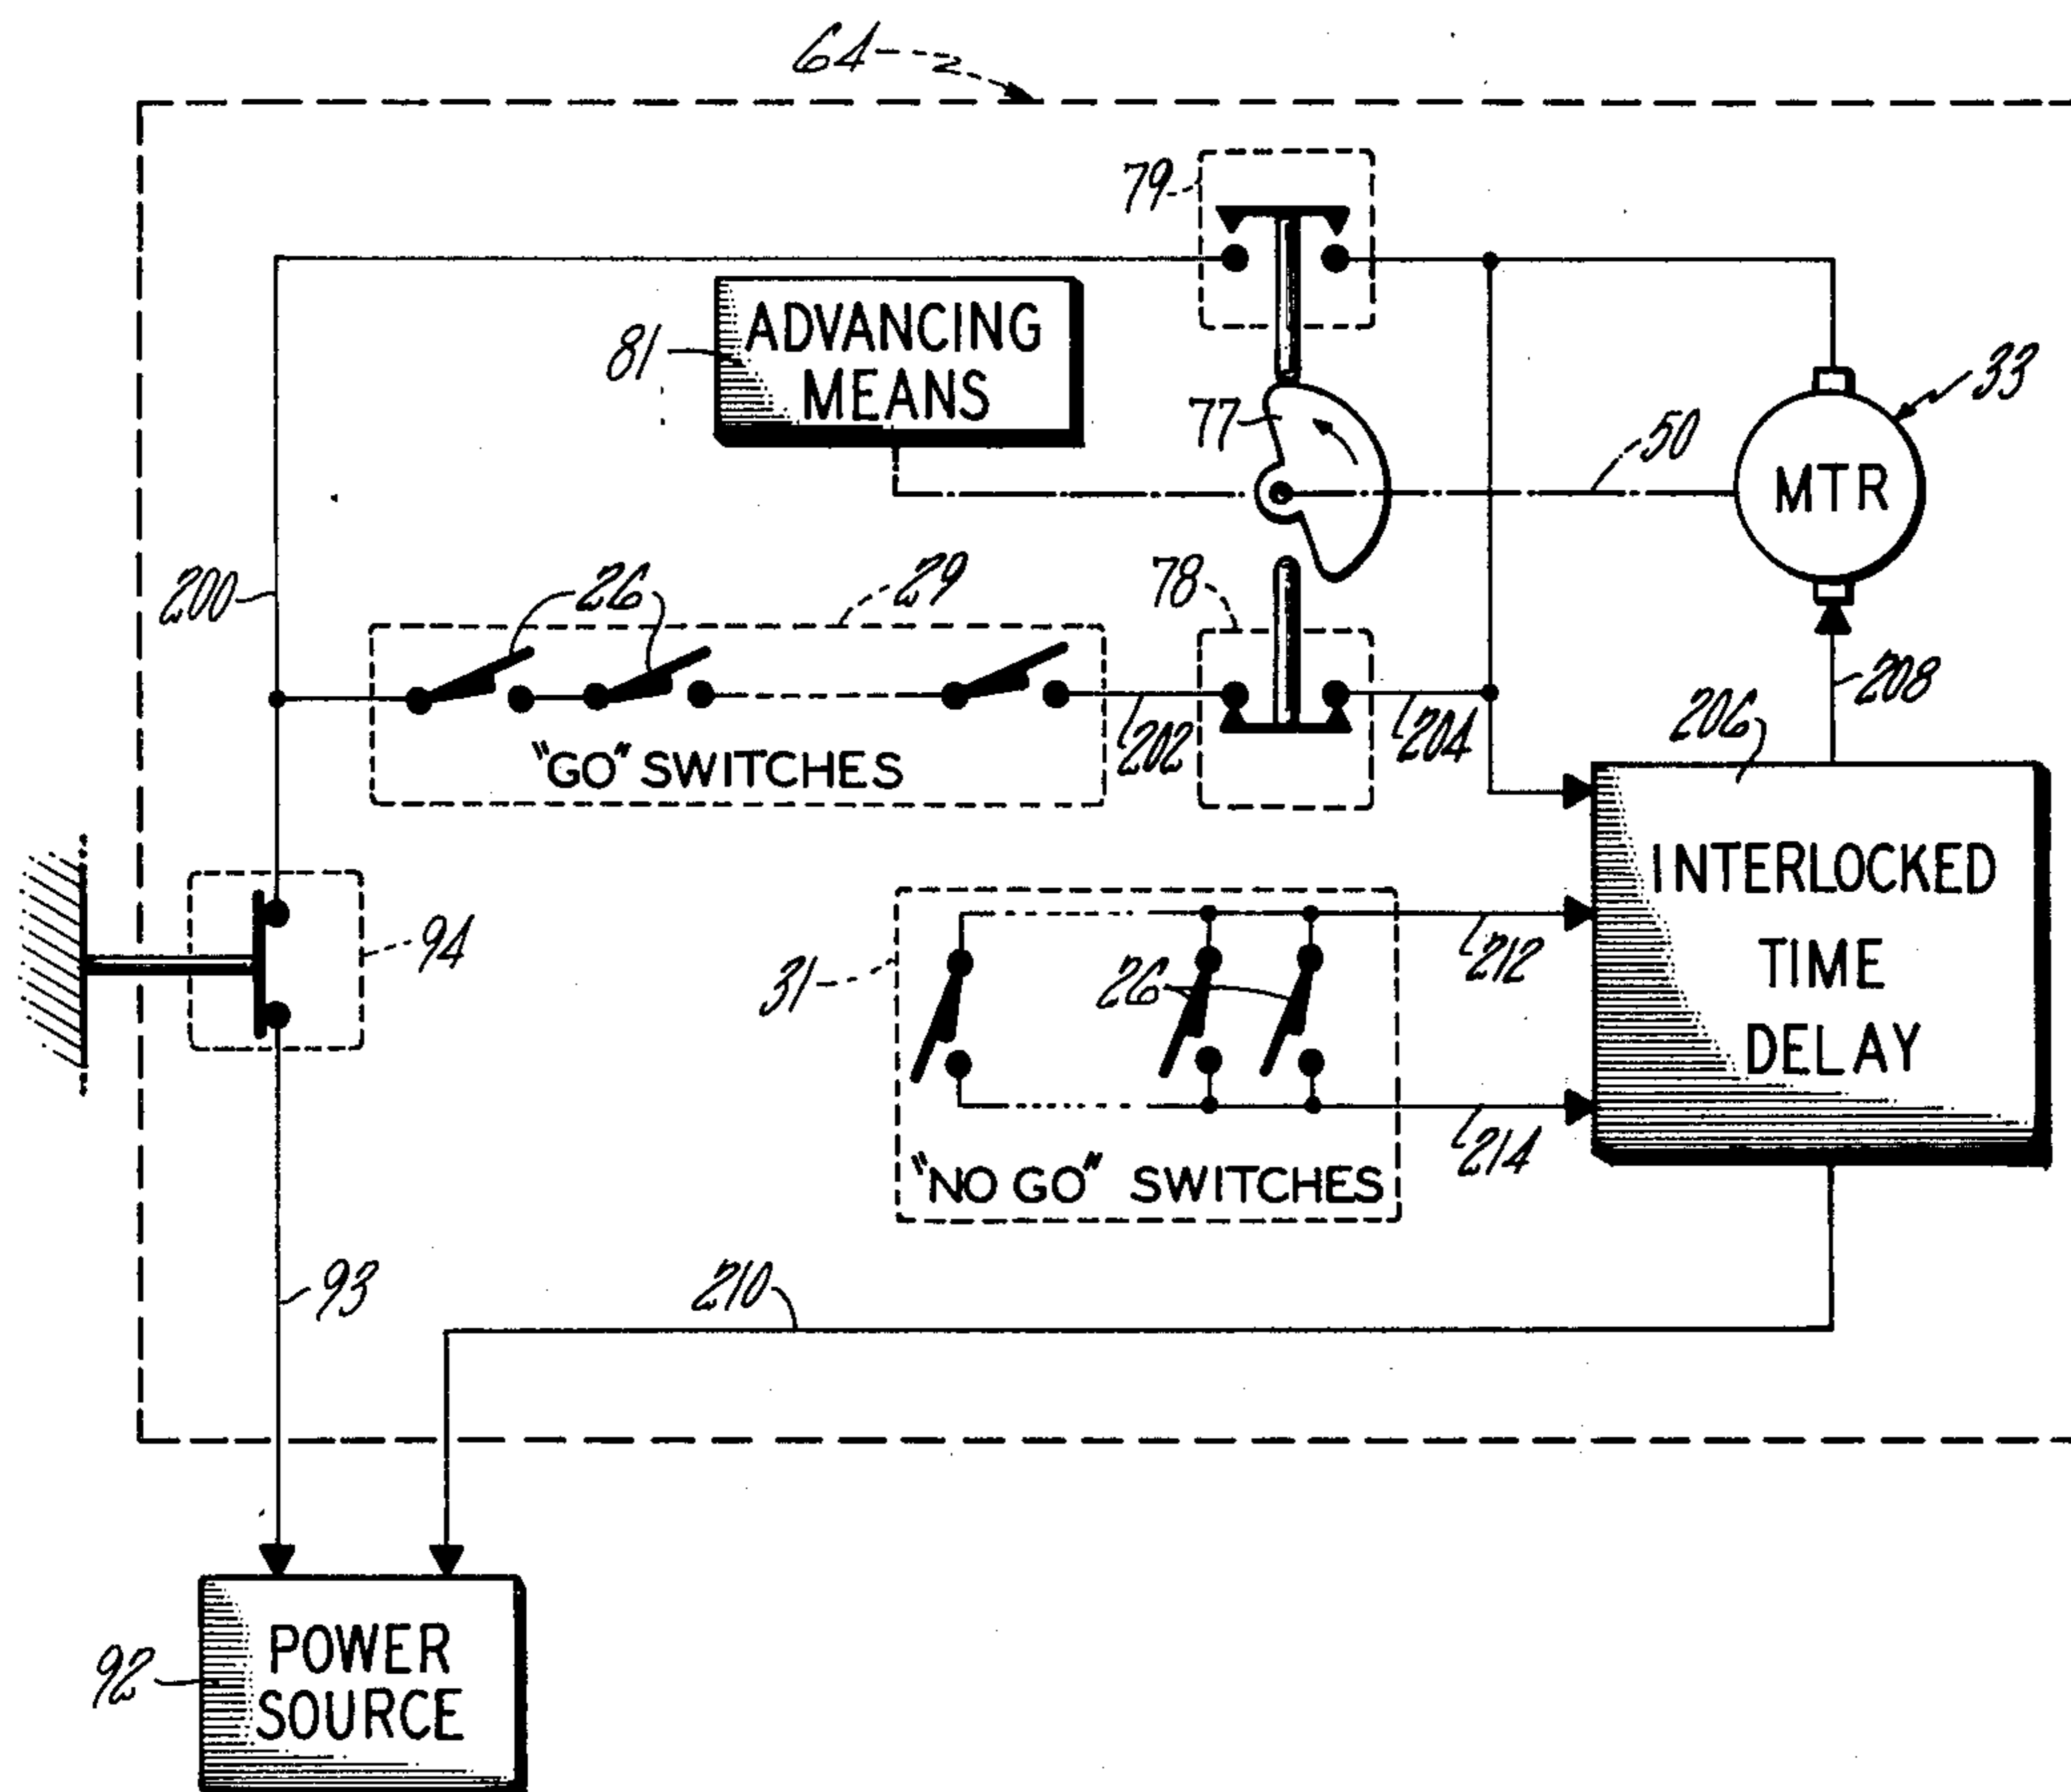 64
79
ADVANCING
MEANS
81
77
33
50
MTR
200
26
29
78
208
206
"GO" SWITCHES
202
204
INTERLOCKED
TIME
DELAY
94
31
26
212
214
"NO GO" SWITCHES
93
210
92
POWER
SOURCE